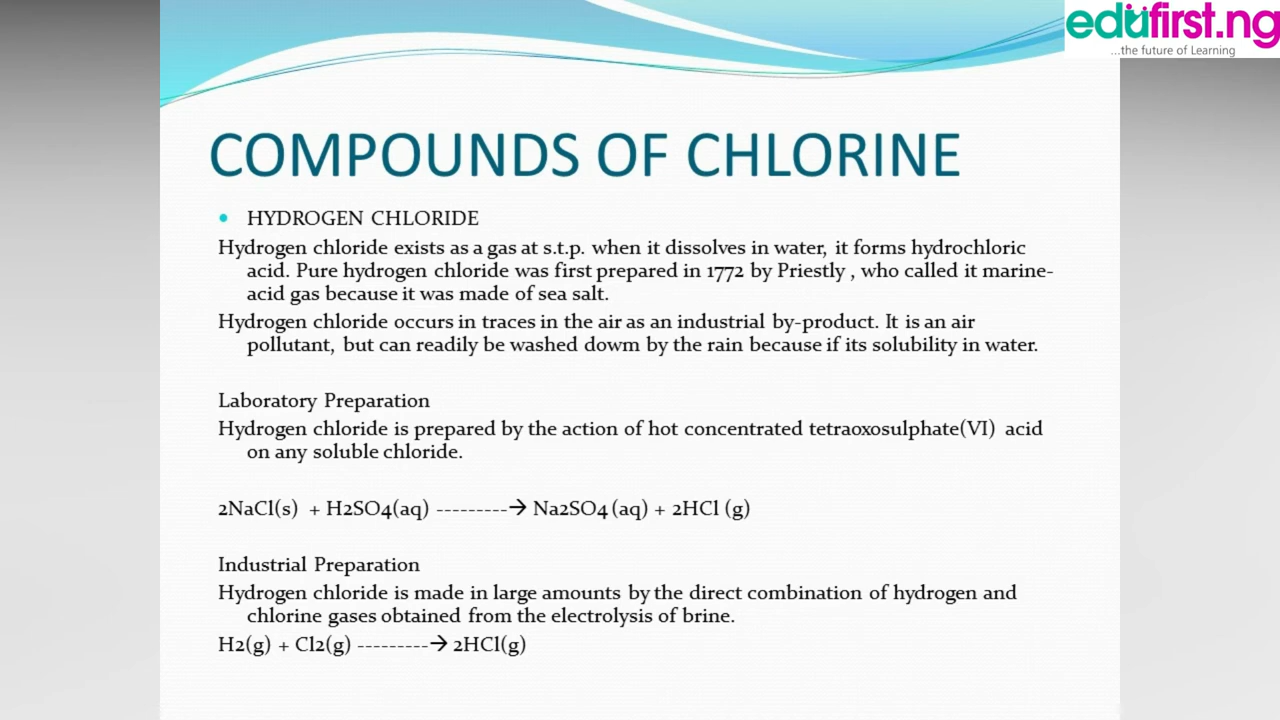 edufirst.ng
...the future of Learning
COMPOUNDS OF CHLORINE
• HYDROGEN CHLORIDE
Hydrogen chloride exists as a gas at s.t.p. when it dissolves in water, it forms hydrochloric
acid. Pure hydrogen chloride was first prepared in 1772 by Priestly , who called it marine-
acid gas because it was made of sea salt.
Hydrogen chloride occurs in traces in the air as an industrial by-product. It is an air
pollutant, but can readily be washed dowm by the rain because if its solubility in water.
Laboratory Preparation
Hydrogen chloride is prepared by the action of hot concentrated tetraoxosulphate(VI) acid
on any soluble chloride.
2NaCl(s) + H2SO4(aq) ---------→ Na2SO4 (aq) + 2HCl (g)
Industrial Preparation
Hydrogen chloride is made in large amounts by the direct combination of hydrogen and
chlorine gases obtained from the electrolysis of brine.
H2(g) + Cl2(g) ---------→ 2HCl(g)